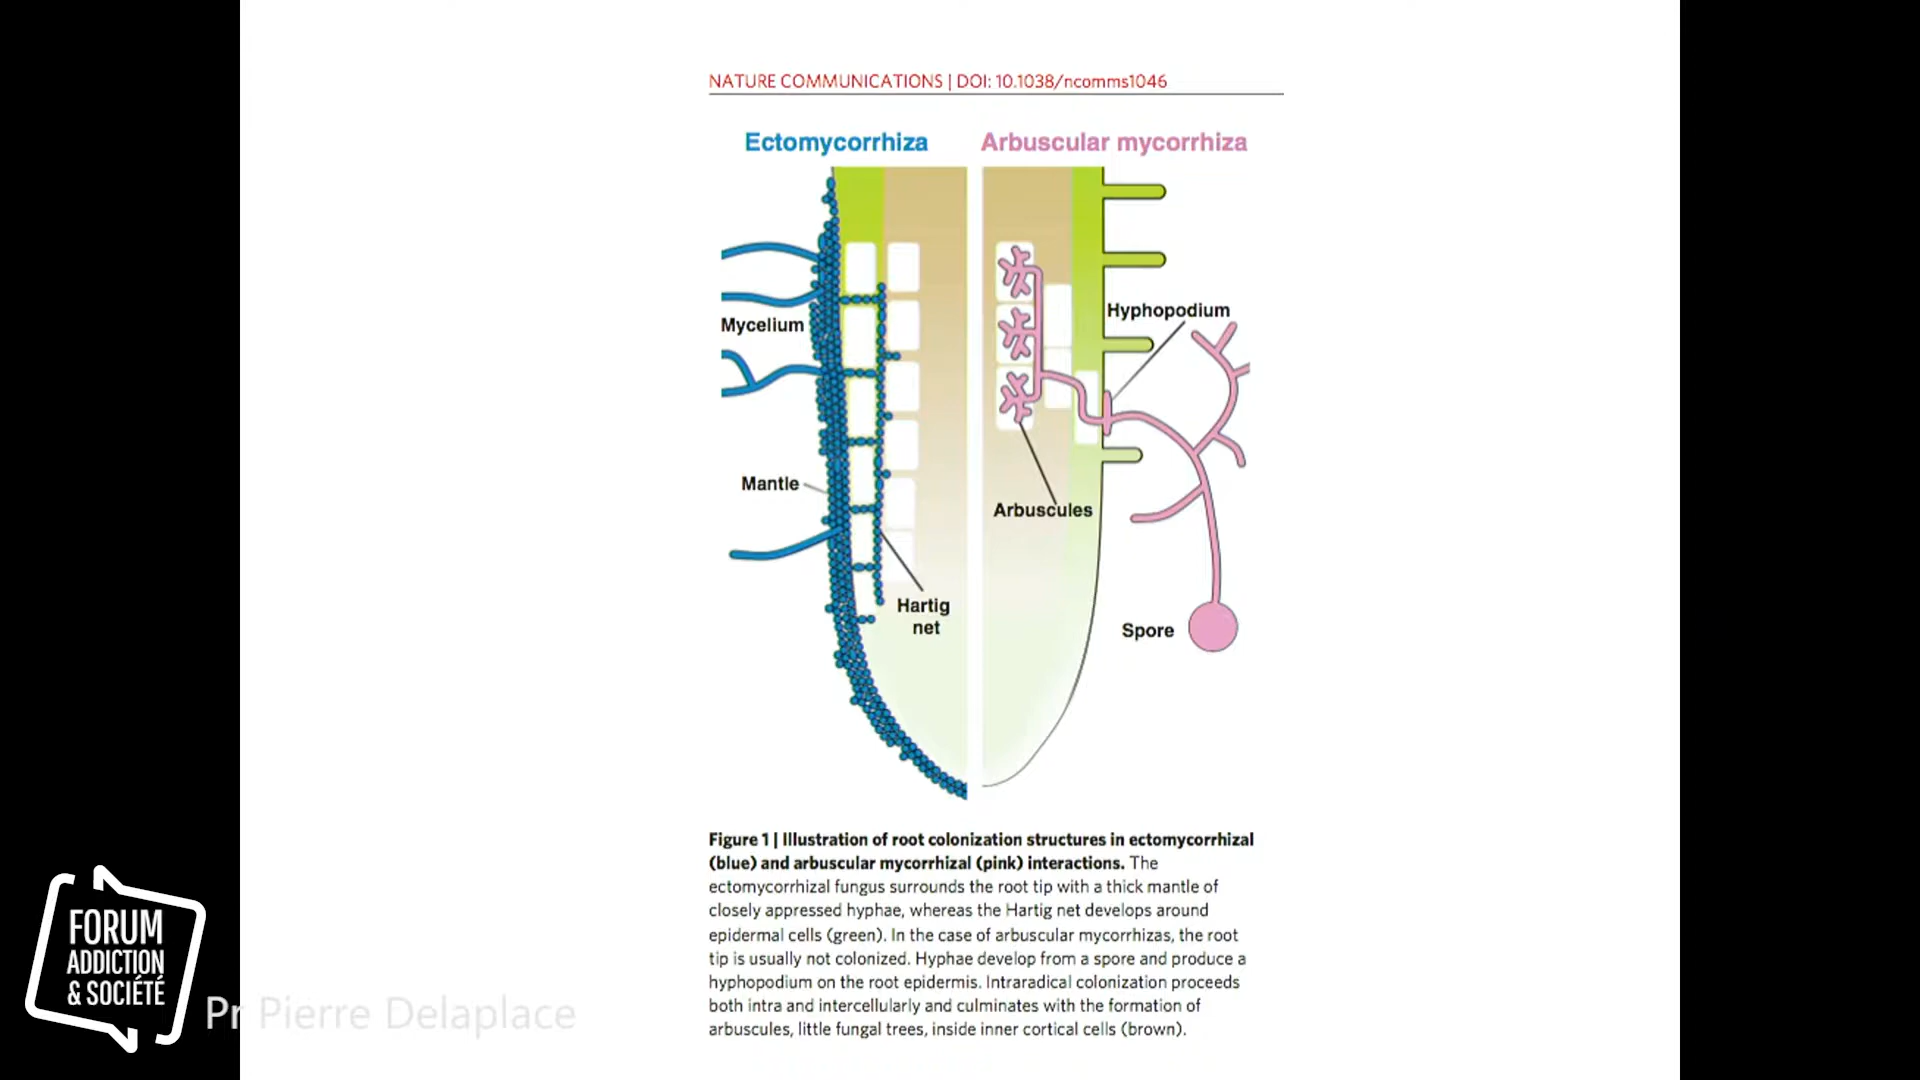 NATURE COMMUNICATIONS | DOI: 10.1038/ncomms1046
Ectomycorrhiza
Arbuscular mycorrhiza
Hyphopodium
Mycelium
Mantle
Arbuscules
Hartig
net
Spore
Figure 1 | Illustration of root colonization structures in ectomycorrhizal
(blue) and arbuscular mycorrhizal (pink) interactions. The
ectomycorrhizal fungus surrounds the root tip with a thick mantle of
closely appressed hyphae, whereas the Hartig net develops around
epidermal cells (green). In the case of arbuscular mycorrhizas, the root
tip is usually not colonized. Hyphae develop from a spore and produce a
hyphopodium on the root epidermis. Intraradical colonization proceeds
both intra and intercellularly and culminates with the formation of
arbuscules, little fungal trees, inside inner cortical cells (brown).
FORUM
ADDICTION
& SOCIÉTÉ
Pr Pierre Delaplace